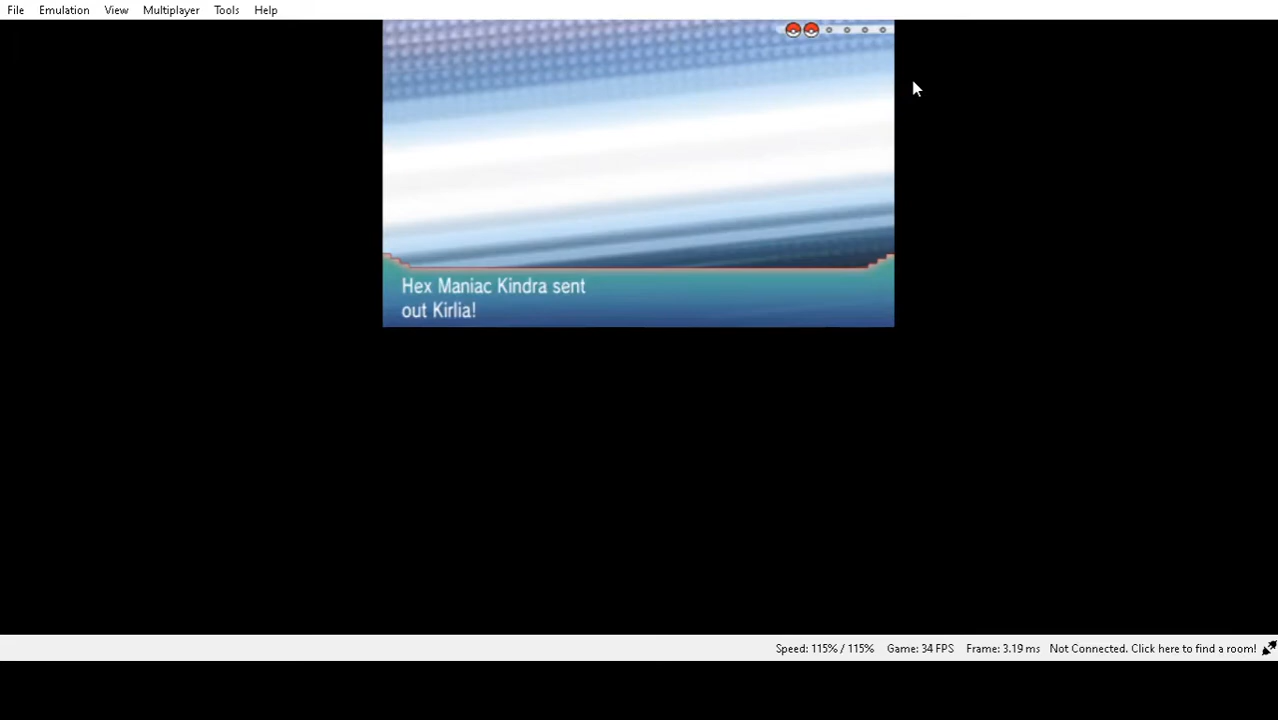 File Emulation View Multiplayer Tools Help
Hex Maniac Kindra sent
out Kirlia!
Speed: 115% / 115% Game: 34 FPS Frame: 3.19 ms Not Connected. Click here to find a room!